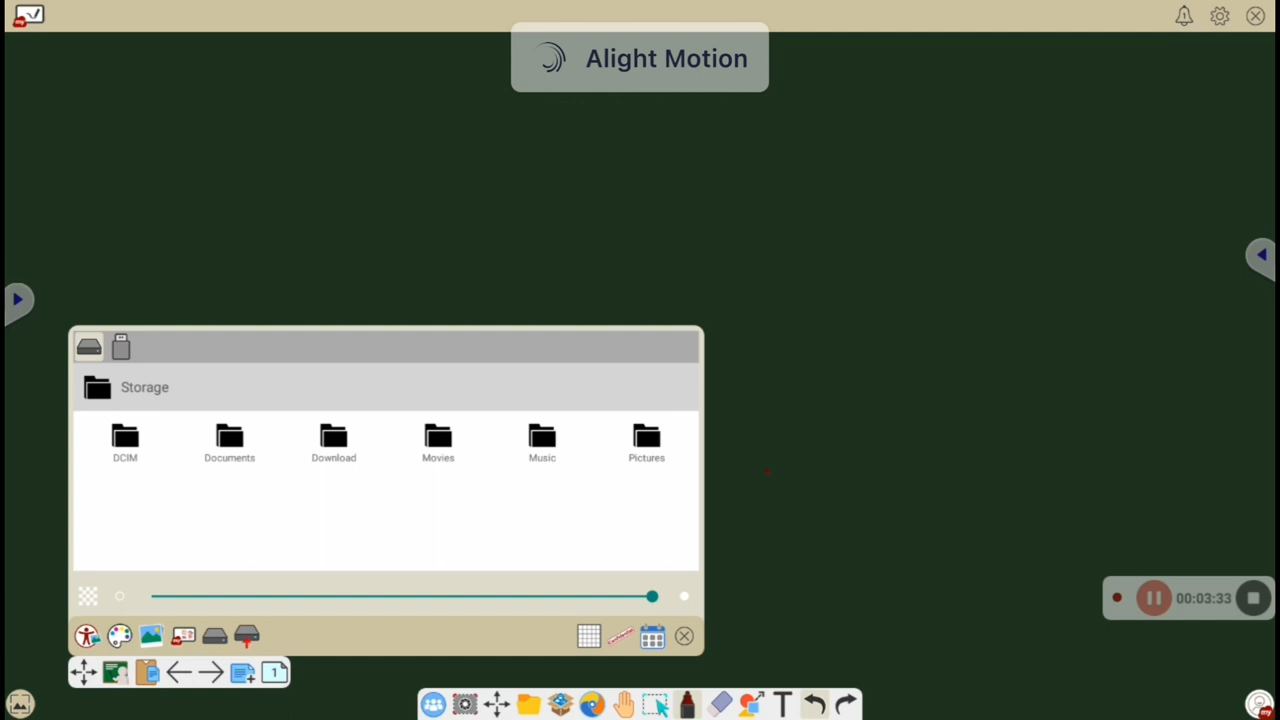 Alight Motion
Storage
DCIM
Documents
Download
Movies
Music
Pictures
00:03:33
1
T